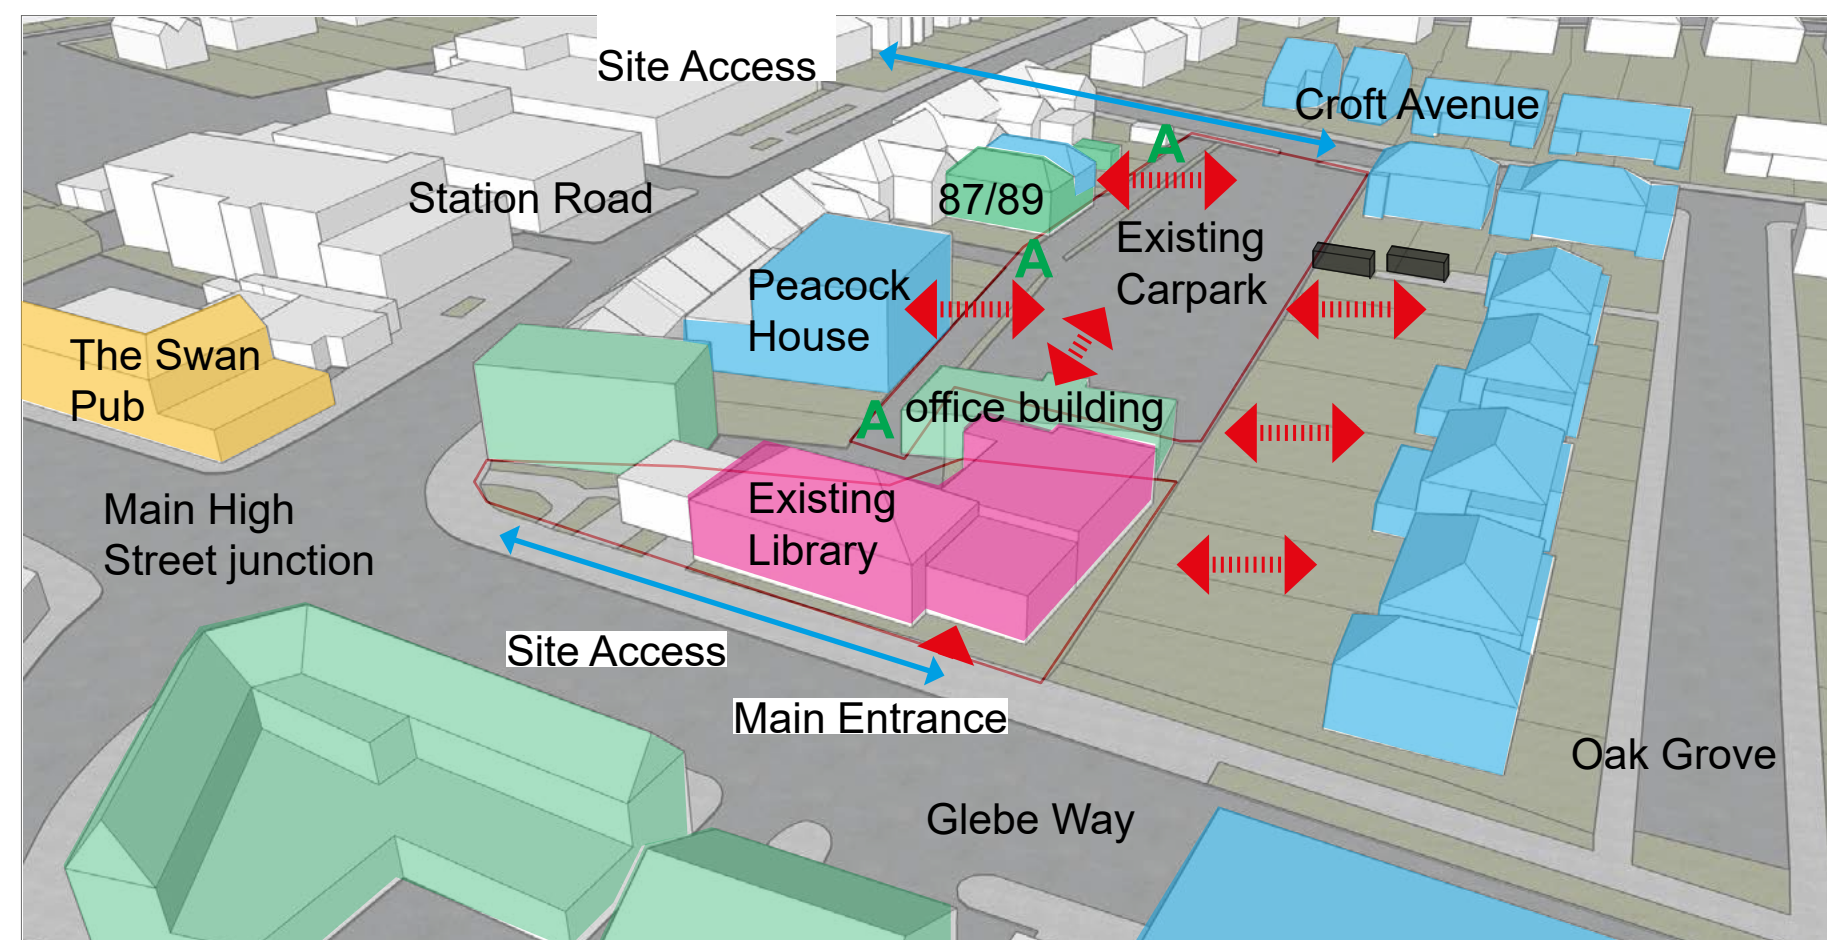 Site Access
Croft Avenue
A
Station Road
87/89
Existing
Carpark
A
Peacock
House
The Swan
Pub
A
office building
Existing
Library
Main High
Street junction
Site Access
Main Entrance
Oak Grove
Glebe Way